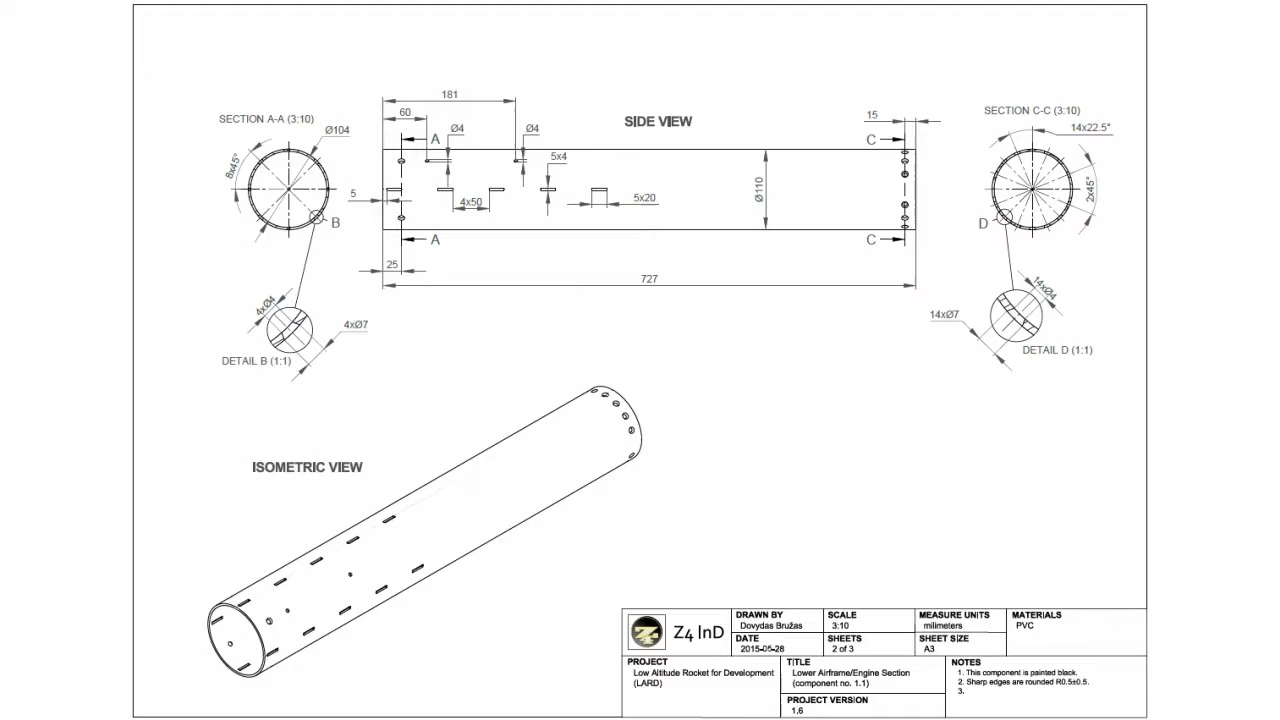 181
60
15
SIDE VIEW
SECTION A-A (3:10)
SECTION C-C (3:10)
Ø104
A
Ø4
Ø4
C
14x22.5°
8x45°
5x4
Ø110
2x45°
5
4x50
5x20
B
D
A
C
25
727
4xØ4
4xØ7
DETAIL B (1:1)
14xØ4
14xØ7
DETAIL D (1:1)
ISOMETRIC VIEW
Z4 InD
DRAWN BY
Dovydas Bružas
SCALE
3:10
MEASURE UNITS
milimeters
MATERIALS
PVC
DATE
2015-05-28
SHEETS
2 of 3
SHEET SIZE
A3
PROJECT
Low Altitude Rocket for Development
(LARD)
TITLE
Lower Airframe/Engine Section
(component no. 1.1)
PROJECT VERSION
1.6
NOTES
1. This component is painted black.
2. Sharp edges are rounded R0.5±0.5.
3.